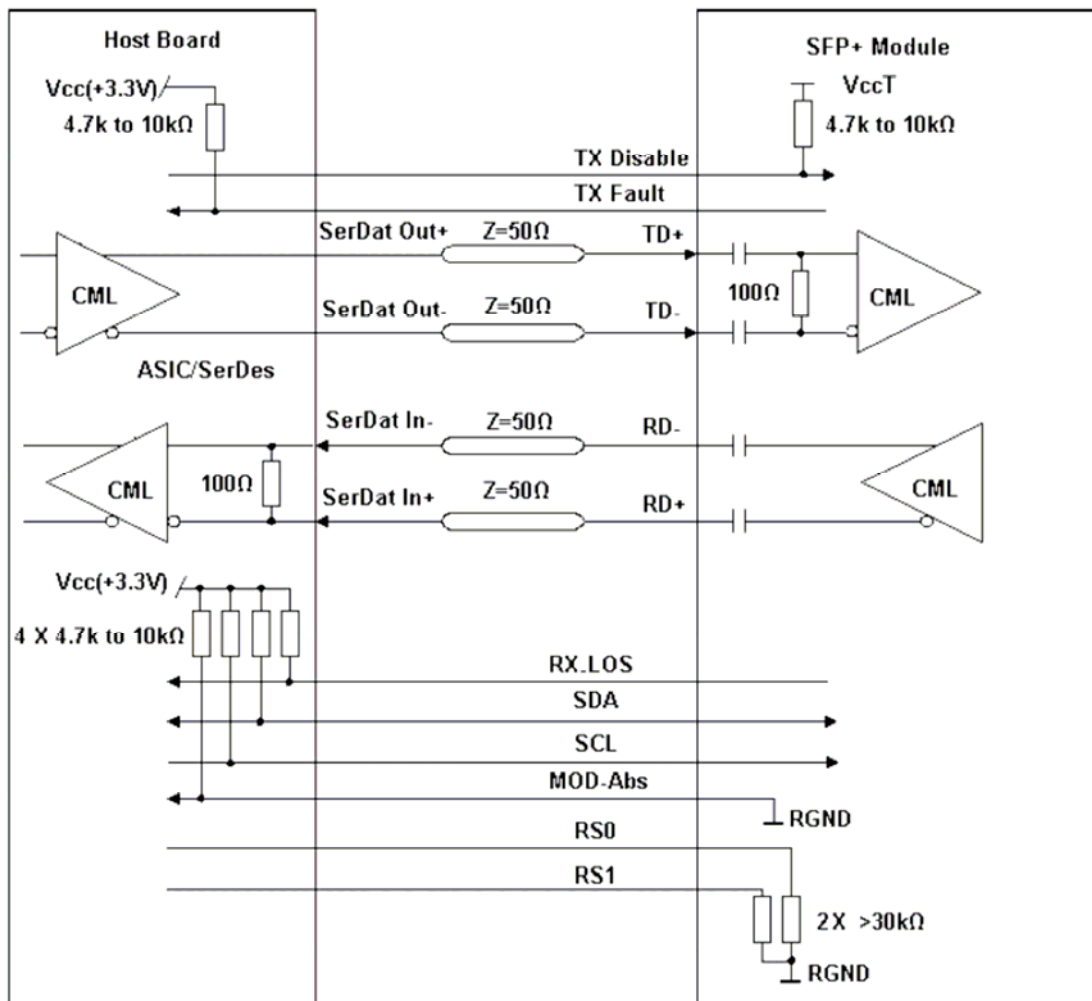 Host Board
SFP+ Module
Vcc(+3.3V)
VccT
4.7k to 10kΩ
4.7k to 10kΩ
TX Disable
TX Fault
SerDat Out+
Z=50Ω
TD+
CML
100Ω
CML
SerDat Out-
Z=50Ω
TD-
ASIC/SerDes
SerDat In-
Z=50Ω
RD-
CML
100Ω
SerDat In+
Z=50Ω
RD+
CML
Vcc(+3.3V)
4 X 4.7k to 10kΩ
RX_LOS
SDA
SCL
MOD-Abs
RGND
RS0
RS1
2X >30kΩ
RGND